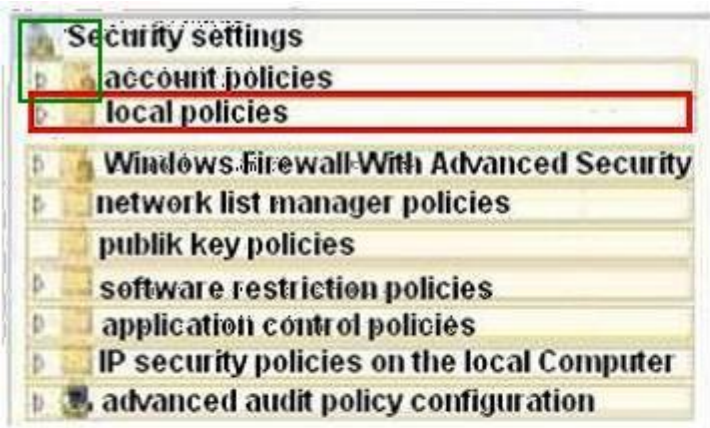 Security settings
account policies
local policies
Windows Firewall With Advanced Security
network list manager policies
publik key policies
software restriction policies
application control policies
IP security policies on the local Computer
advanced audit policy configuration